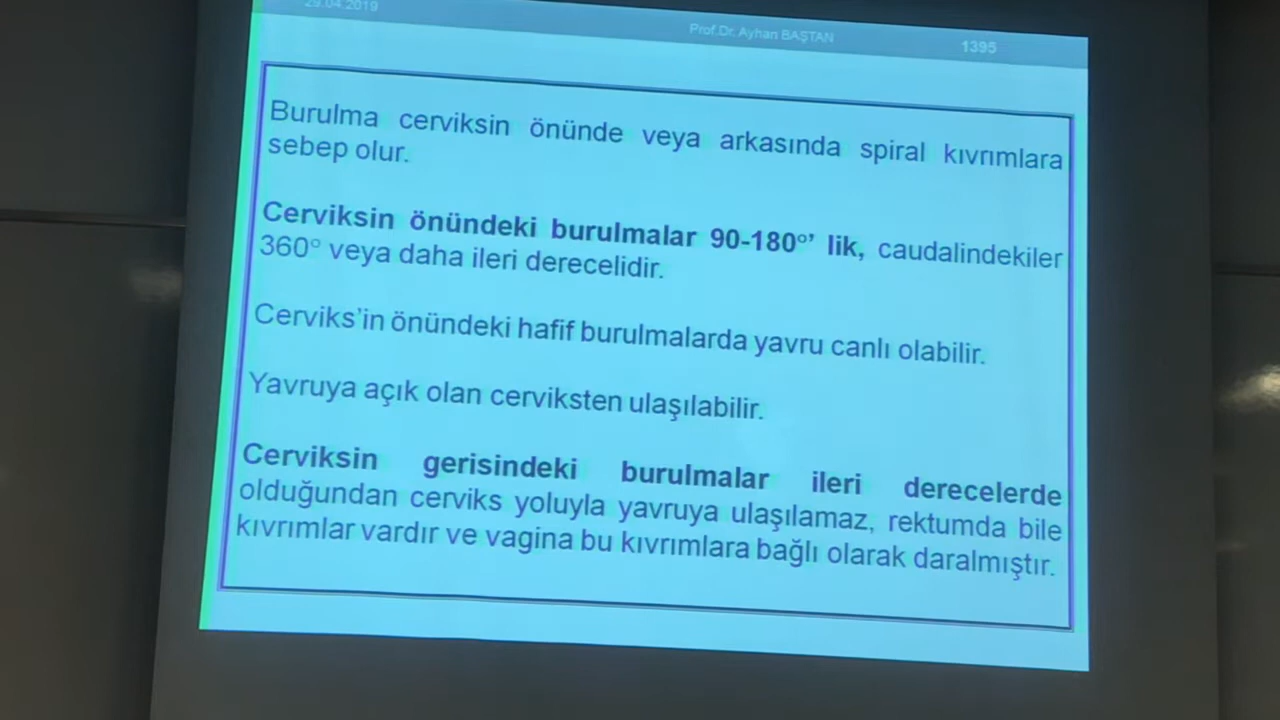 29.04.2019
Prof.Dr. Ayhan BAŞTAN
1395
Burulma cerviksin önünde veya arkasında spiral kıvrımlara
sebep olur.
Cerviksin önündeki burulmalar 90-180°’ lik, caudalindekiler
360° veya daha ileri derecelidir.
Cerviks’in önündeki hafif burulmalarda yavru canlı olabilir.
Yavruya açık olan cerviksten ulaşılabilir.
Cerviksin gerisindeki burulmalar ileri derecelerde
olduğundan cerviks yoluyla yavruya ulaşılamaz, rektumda bile
kıvrımlar vardır ve vagina bu kıvrımlara bağlı olarak daralmıştır.